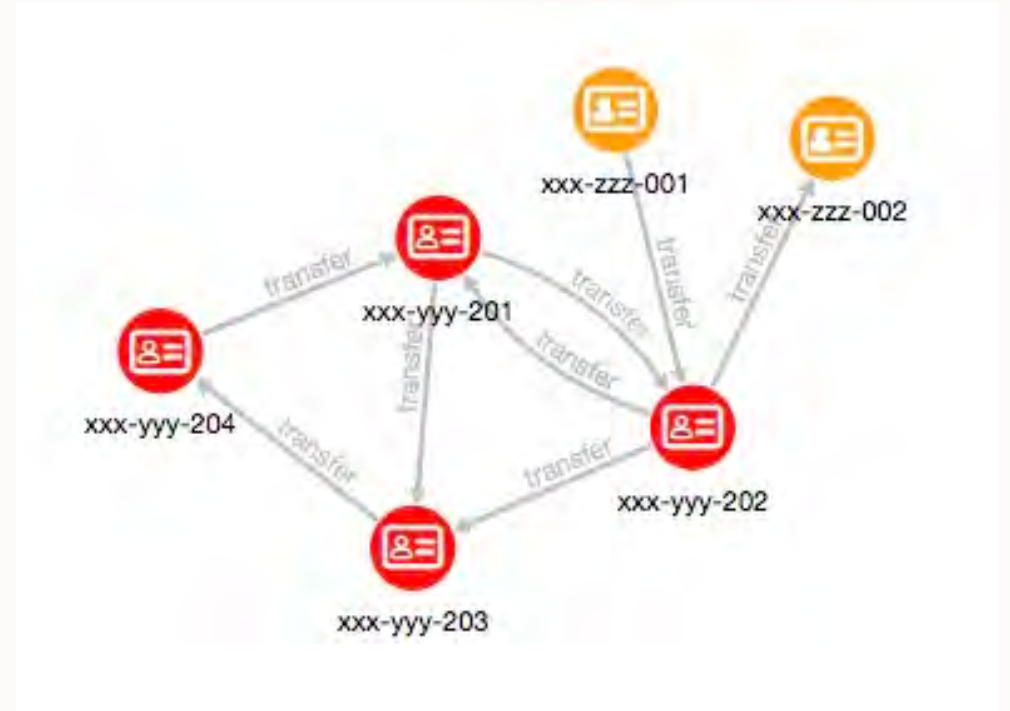 xxx-zzz-001
xxx-zzz-002
transfer
transfer
transfer
transfer
xxx-yyy-201
transfer
transfer
xxx-yyy-204
transfer
transfer
xxx-yyy-202
xxx-yyy-203